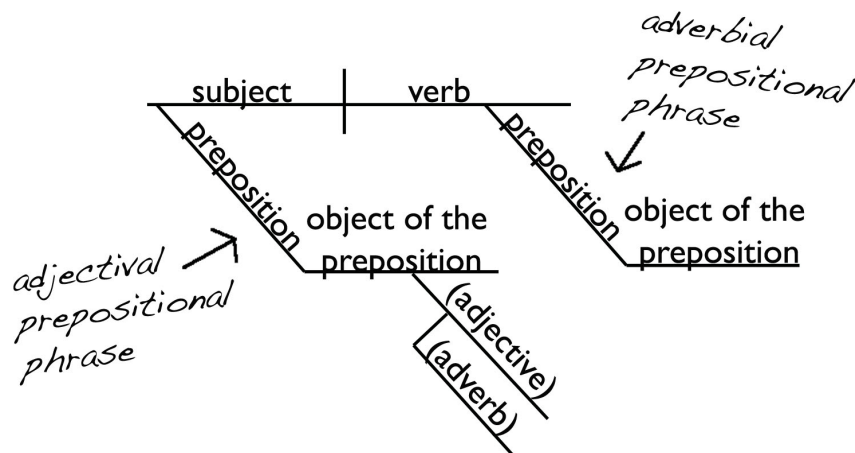 adverbial
prepositional
phrase
subject
verb
preposition
preposition
object of the
preposition
object of the
preposition
adjectival
prepositional
phrase
(adjective)
(adverb)